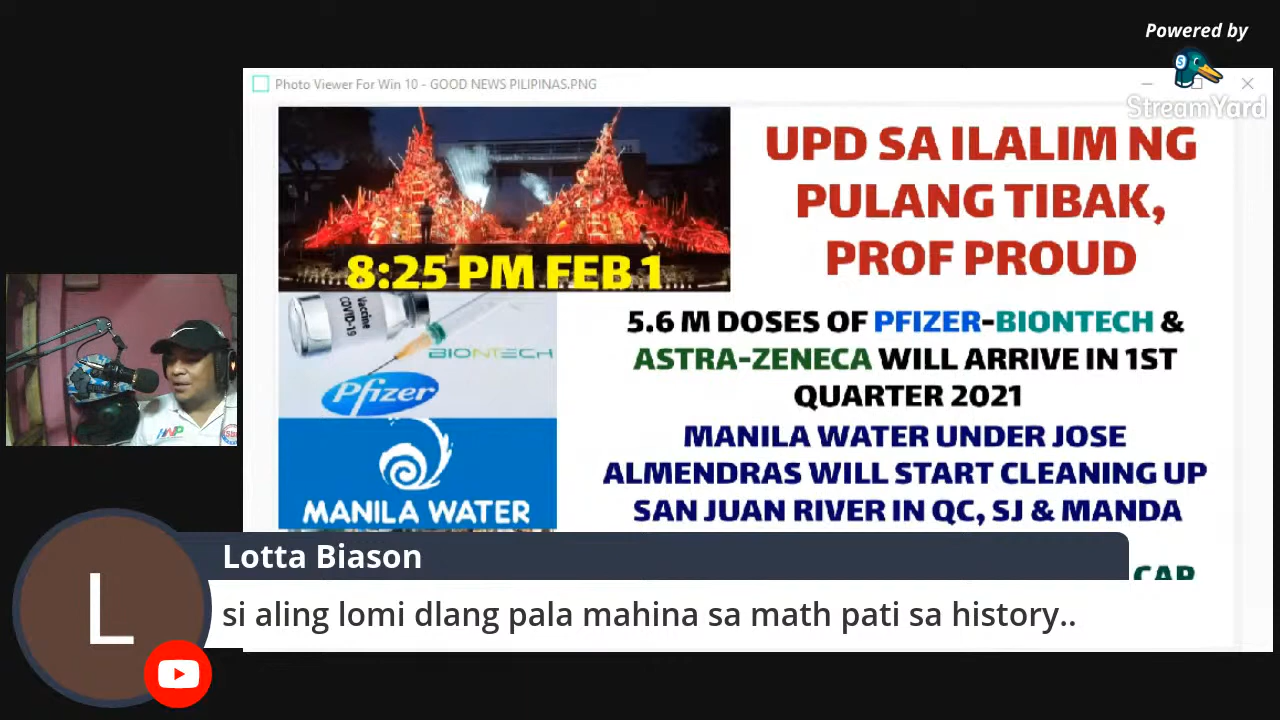 Powered by
StreamYard
Photo Viewer For Win 10 - GOOD NEWS PILIPINAS.PNG
UPD SA ILALIM NG
PULANG TIBAK,
PROF PROUD
8:25 PM FEB 1
Vaccine
COVID-19
BIONTECH
Pfizer
5.6 M DOSES OF PFIZER-BIONTECH &
ASTRA-ZENECA WILL ARRIVE IN 1ST
QUARTER 2021
MANILA WATER
MANILA WATER UNDER JOSE
ALMENDRAS WILL START CLEANING UP
SAN JUAN RIVER IN QC, SJ & MANDA
CAP
L
Lotta Biason
si aling lomi dlang pala mahina sa math pati sa history..